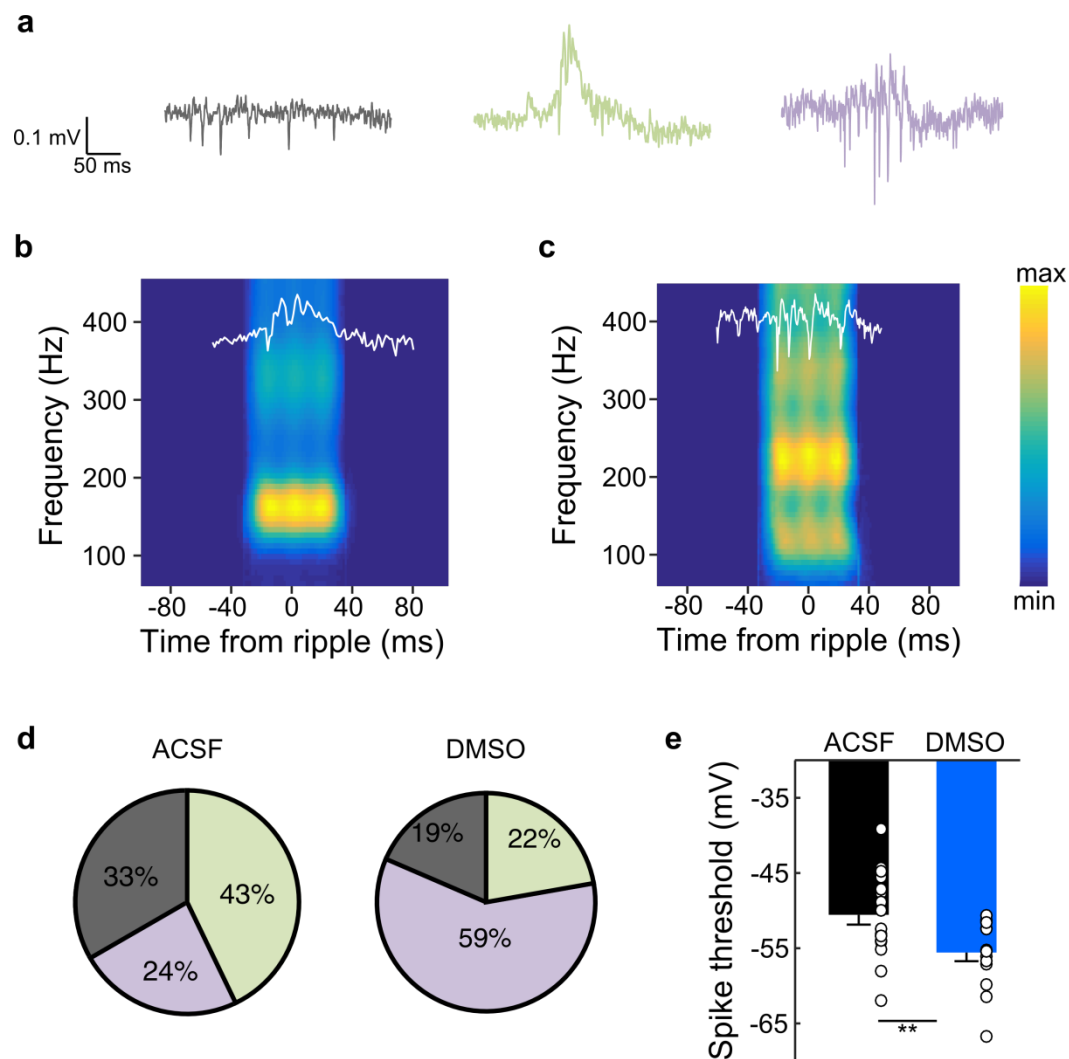 a
0.1 mV
50 ms
b
c
400
300
200
100
Frequency (Hz)
-80 -40 0 40 80
Time from ripple (ms)
400
300
200
100
Frequency (Hz)
-80 -40 0 40 80
Time from ripple (ms)
max
min
d
ACSF
33%
43%
24%
DMSO
19%
22%
59%
e
ACSF DMSO
-35
-45
-55
-65
Spike threshold (mV)
**